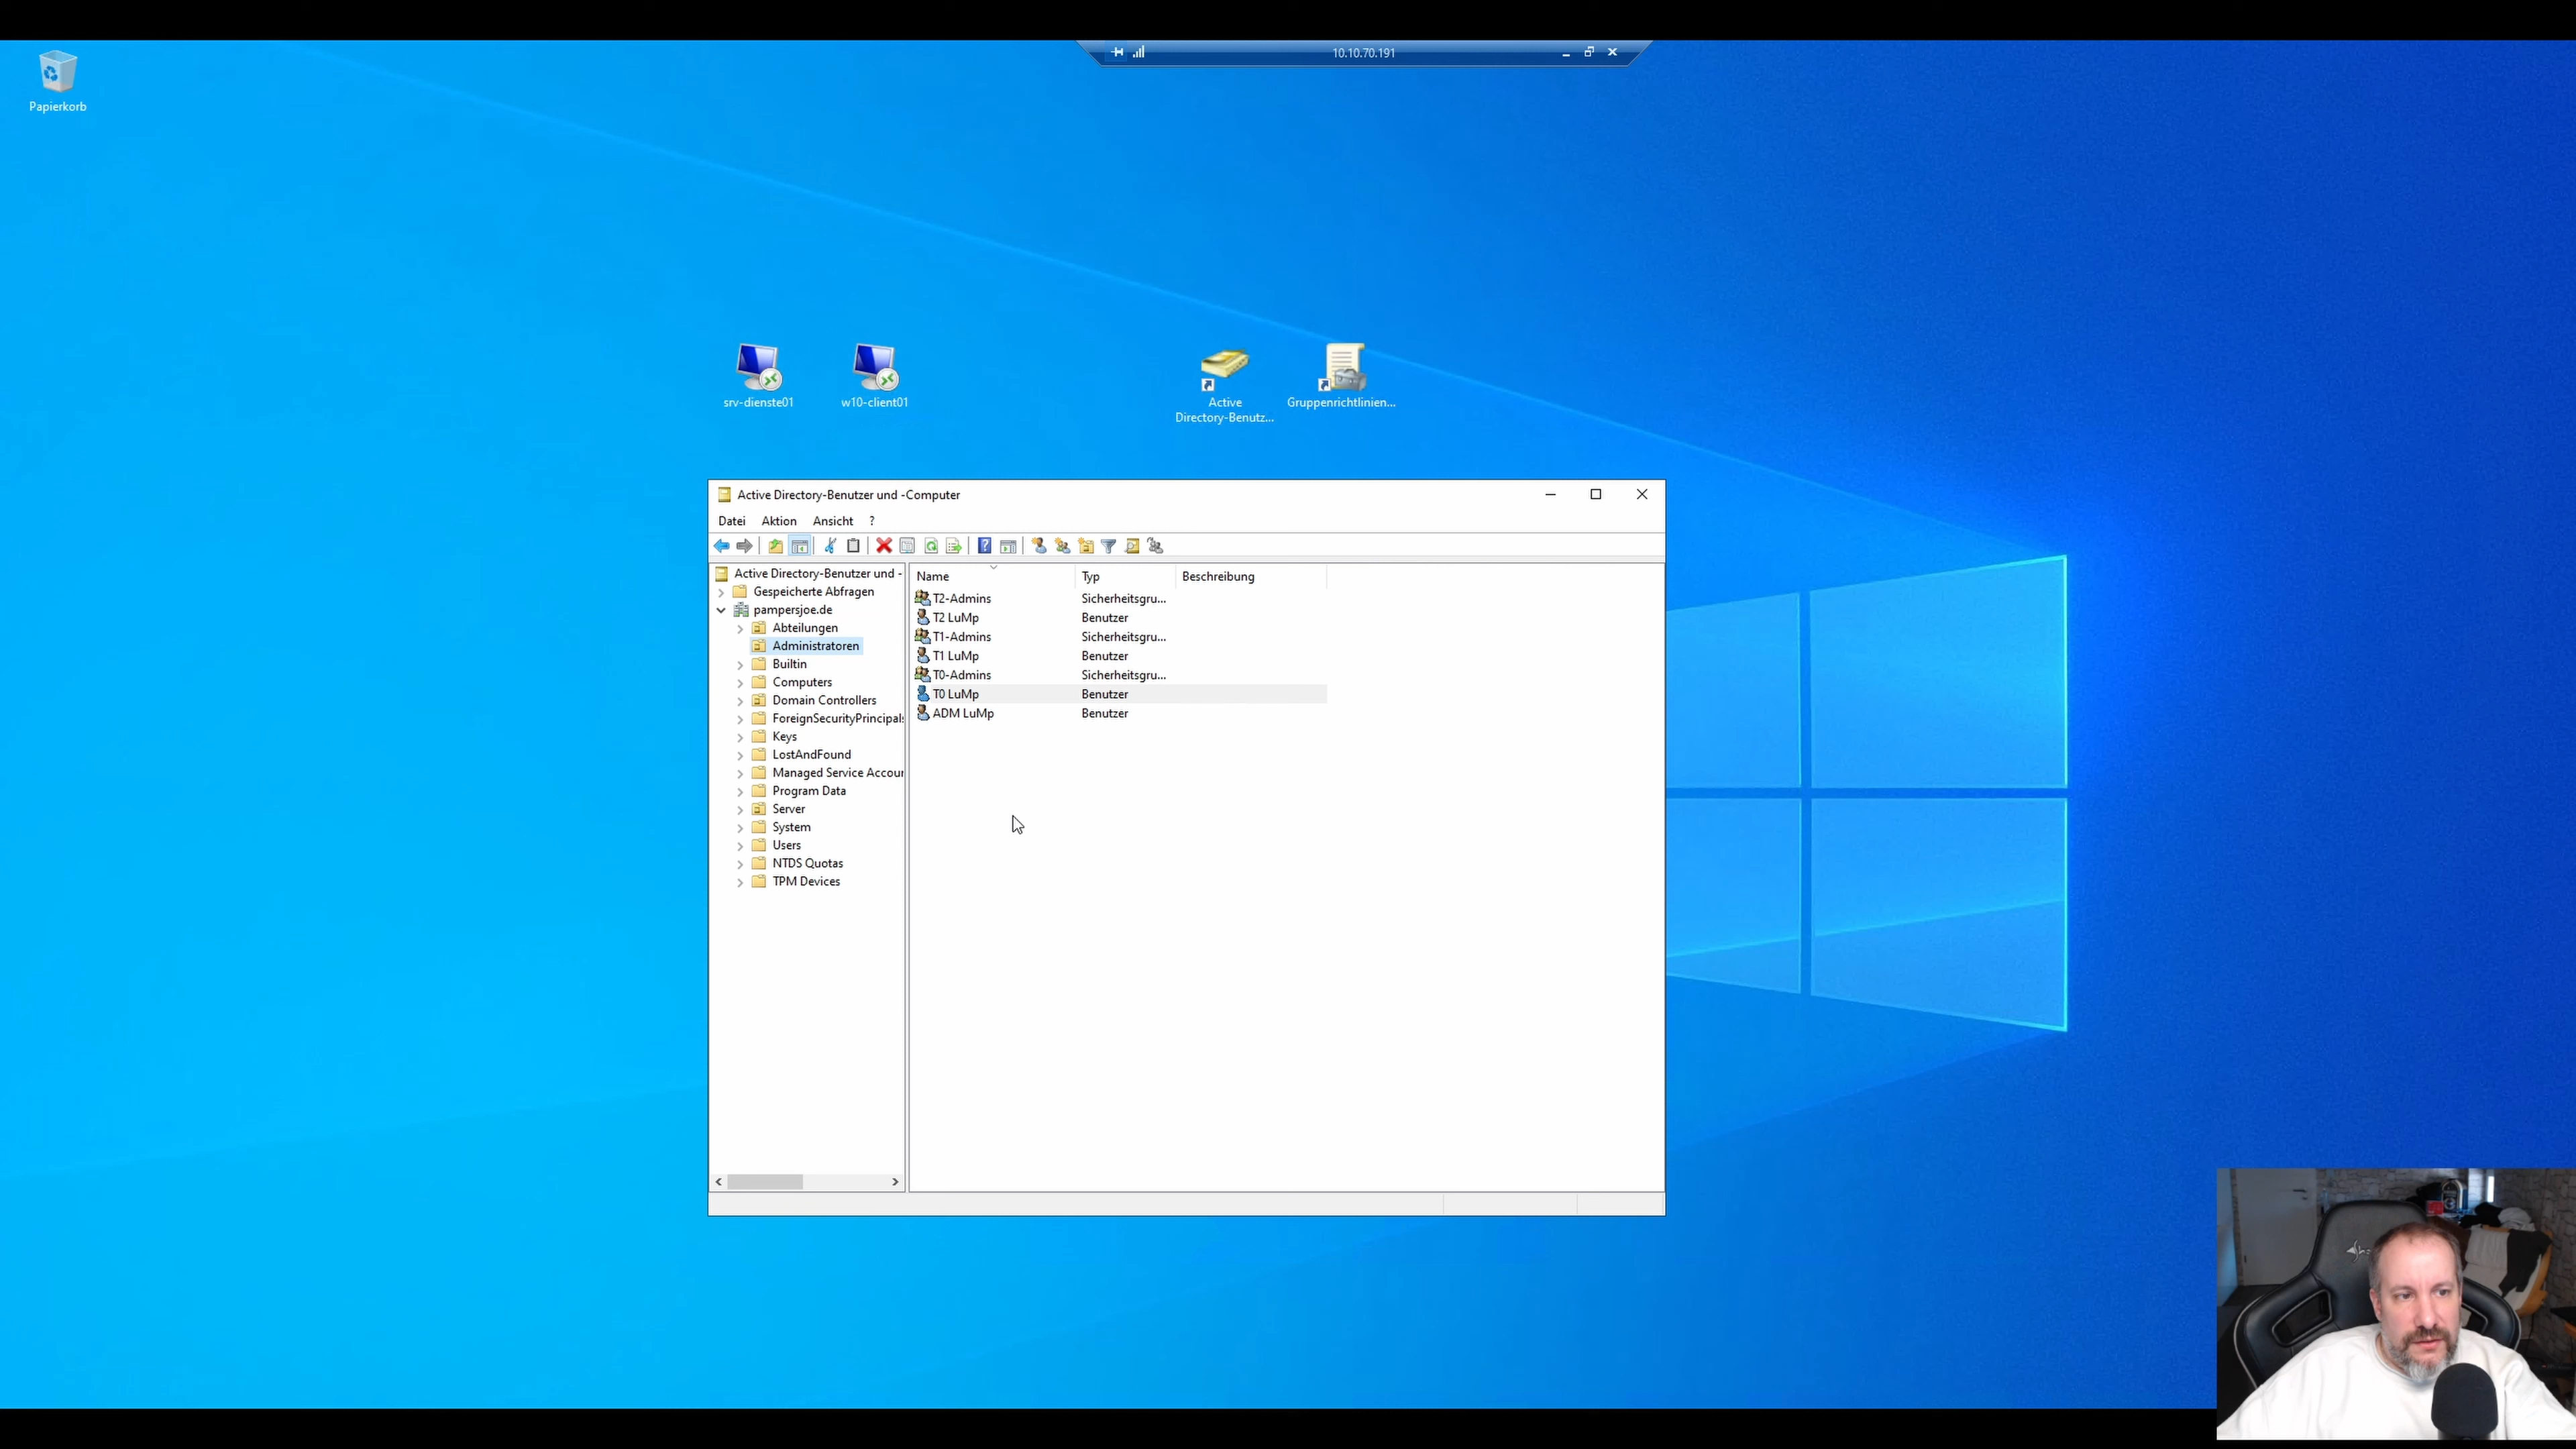 10.10.70.191
Papierkorb
srv-dienste01
w10-client01
Active
Directory-Benutz...
Gruppenrichtlinien...
Active Directory-Benutzer und -Computer
Datei Aktion Ansicht ?
Active Directory-Benutzer und -
Gespeicherte Abfragen
pampersjoe.de
Abteilungen
Administratoren
Builtin
Computers
Domain Controllers
ForeignSecurityPrincipals
Keys
LostAndFound
Managed Service Accour
Program Data
Server
System
Users
NTDS Quotas
TPM Devices
Name Typ Beschreibung
T2-Admins Sicherheitsgru...
T2 LuMp Benutzer
T1-Admins Sicherheitsgru...
T1 LuMp Benutzer
T0-Admins Sicherheitsgru...
T0 LuMp Benutzer
ADM LuMp Benutzer